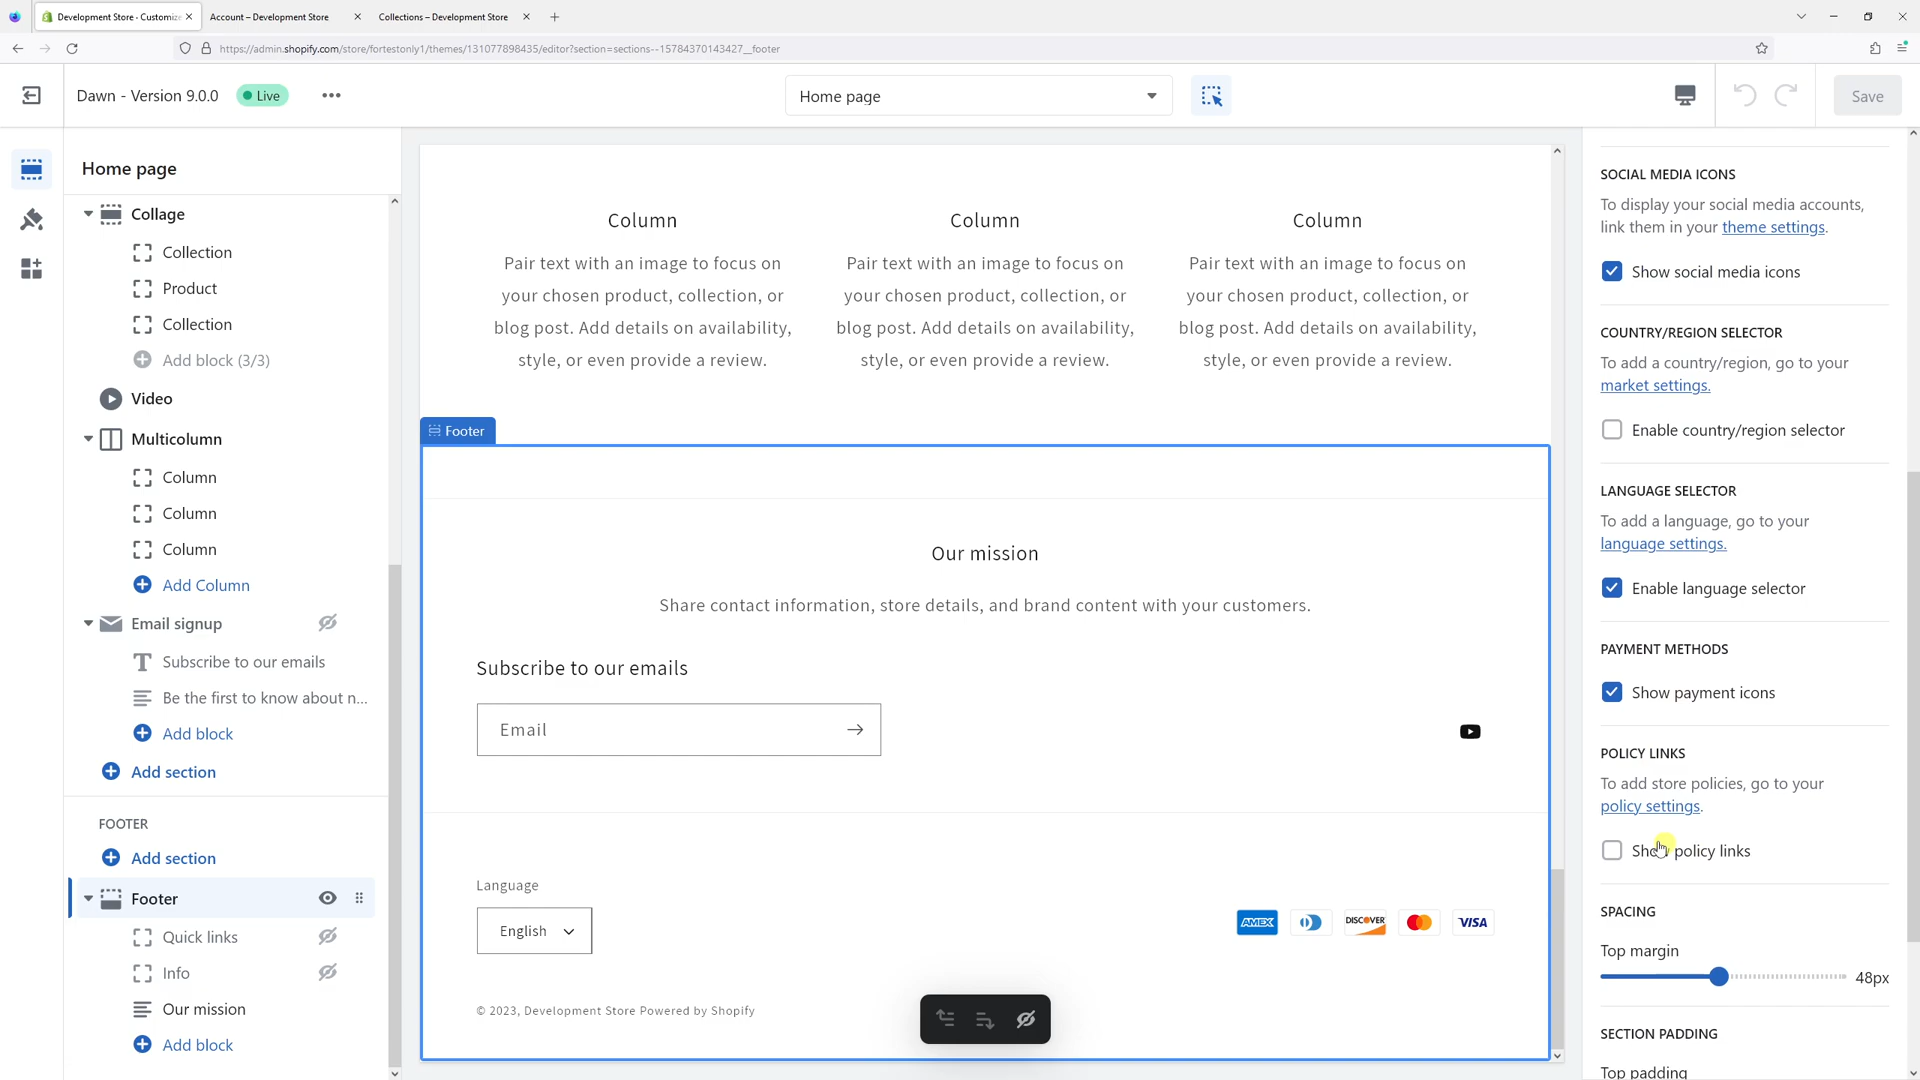 Development Store · Customize
Account – Development Store
Collections – Development Store
https://admin.shopify.com/store/fortestonly1/themes/131077898435/editor?section=sections--15784370143427__footer
Dawn - Version 9.0.0
Live
Home page
Save
Home page
Collage
Collection
Product
Collection
Add block (3/3)
Video
Multicolumn
Column
Column
Column
Add Column
Email signup
Subscribe to our emails
Be the first to know about n...
Add block
Add section
FOOTER
Add section
Footer
Quick links
Info
Our mission
Add block
Column
Pair text with an image to focus on
your chosen product, collection, or
blog post. Add details on availability,
style, or even provide a review.
Column
Pair text with an image to focus on
your chosen product, collection, or
blog post. Add details on availability,
style, or even provide a review.
Column
Pair text with an image to focus on
your chosen product, collection, or
blog post. Add details on availability,
style, or even provide a review.
Footer
Our mission
Share contact information, store details, and brand content with your customers.
Subscribe to our emails
Email
Language
English
AMEX
DISCOVER
VISA
© 2023, Development Store Powered by Shopify
SOCIAL MEDIA ICONS
To display your social media accounts,
link them in your theme settings.
Show social media icons
COUNTRY/REGION SELECTOR
To add a country/region, go to your
market settings.
Enable country/region selector
LANGUAGE SELECTOR
To add a language, go to your
language settings.
Enable language selector
PAYMENT METHODS
Show payment icons
POLICY LINKS
To add store policies, go to your
policy settings.
Show policy links
SPACING
Top margin
48px
SECTION PADDING
Top padding